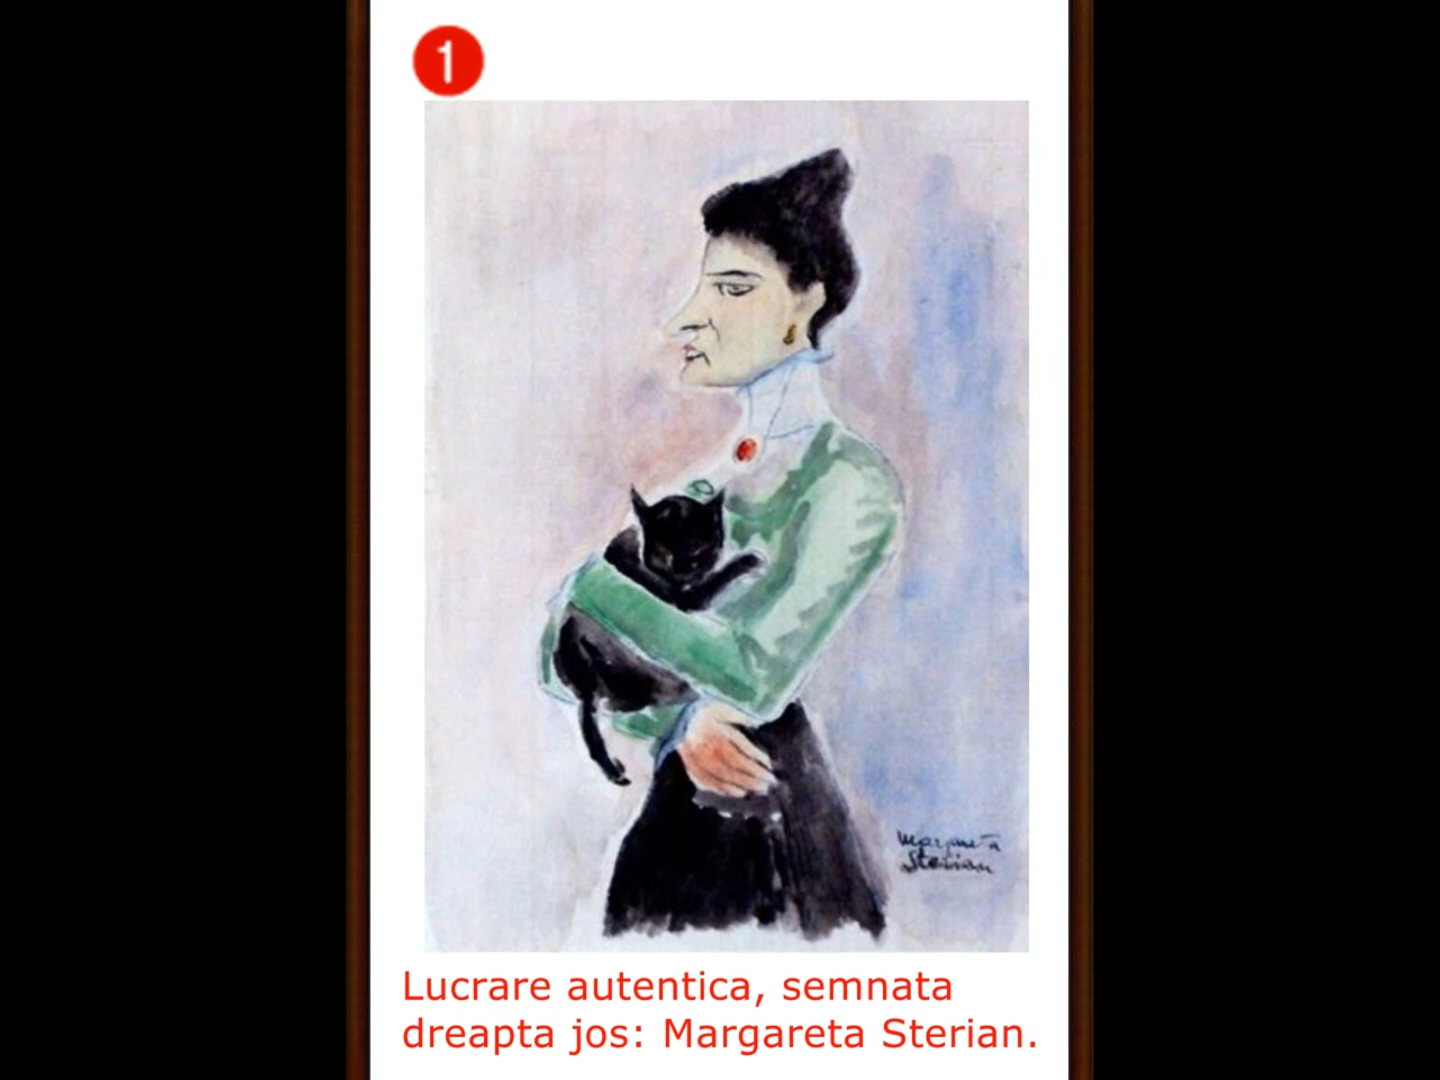 1
Margareta
Sterian
Lucrare autentica, semnata
dreapta jos: Margareta Sterian.